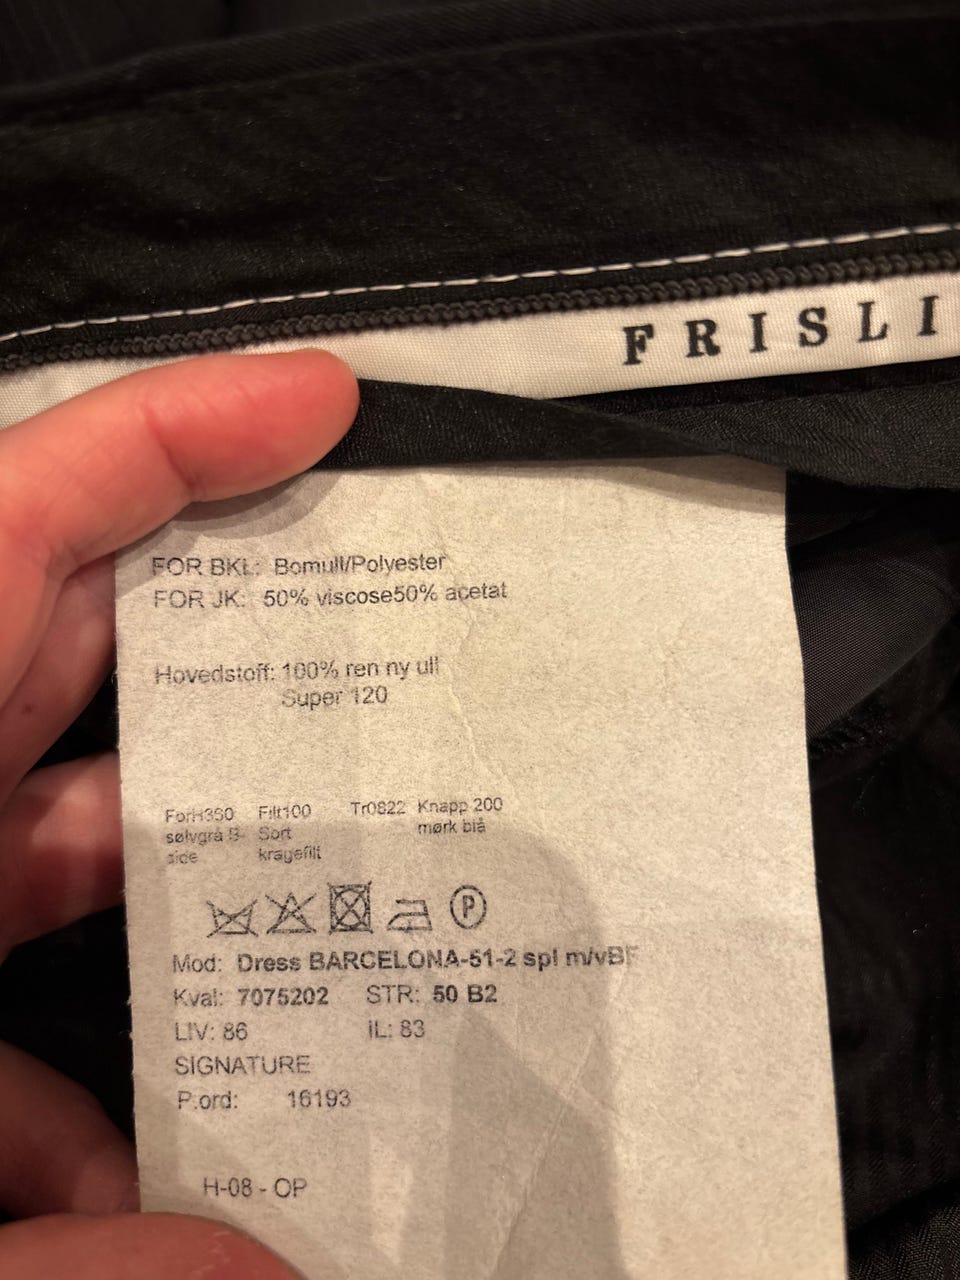 FRISLI
FOR BKL: Bomull/Polyester
FOR JK: 50% viscose50% acetat
Hovedstoff: 100% ren ny ull
Super 120
ForH350 Filt100 Tr0822 Knapp 200
sølvgrå B- Sort mørk blå
side kragefilt
P
Mod: Dress BARCELONA-51-2 spl m/vBF
Kval: 7075202 STR: 50 B2
LIV: 86 IL: 83
SIGNATURE
P.ord: 16193
H-08 - OP